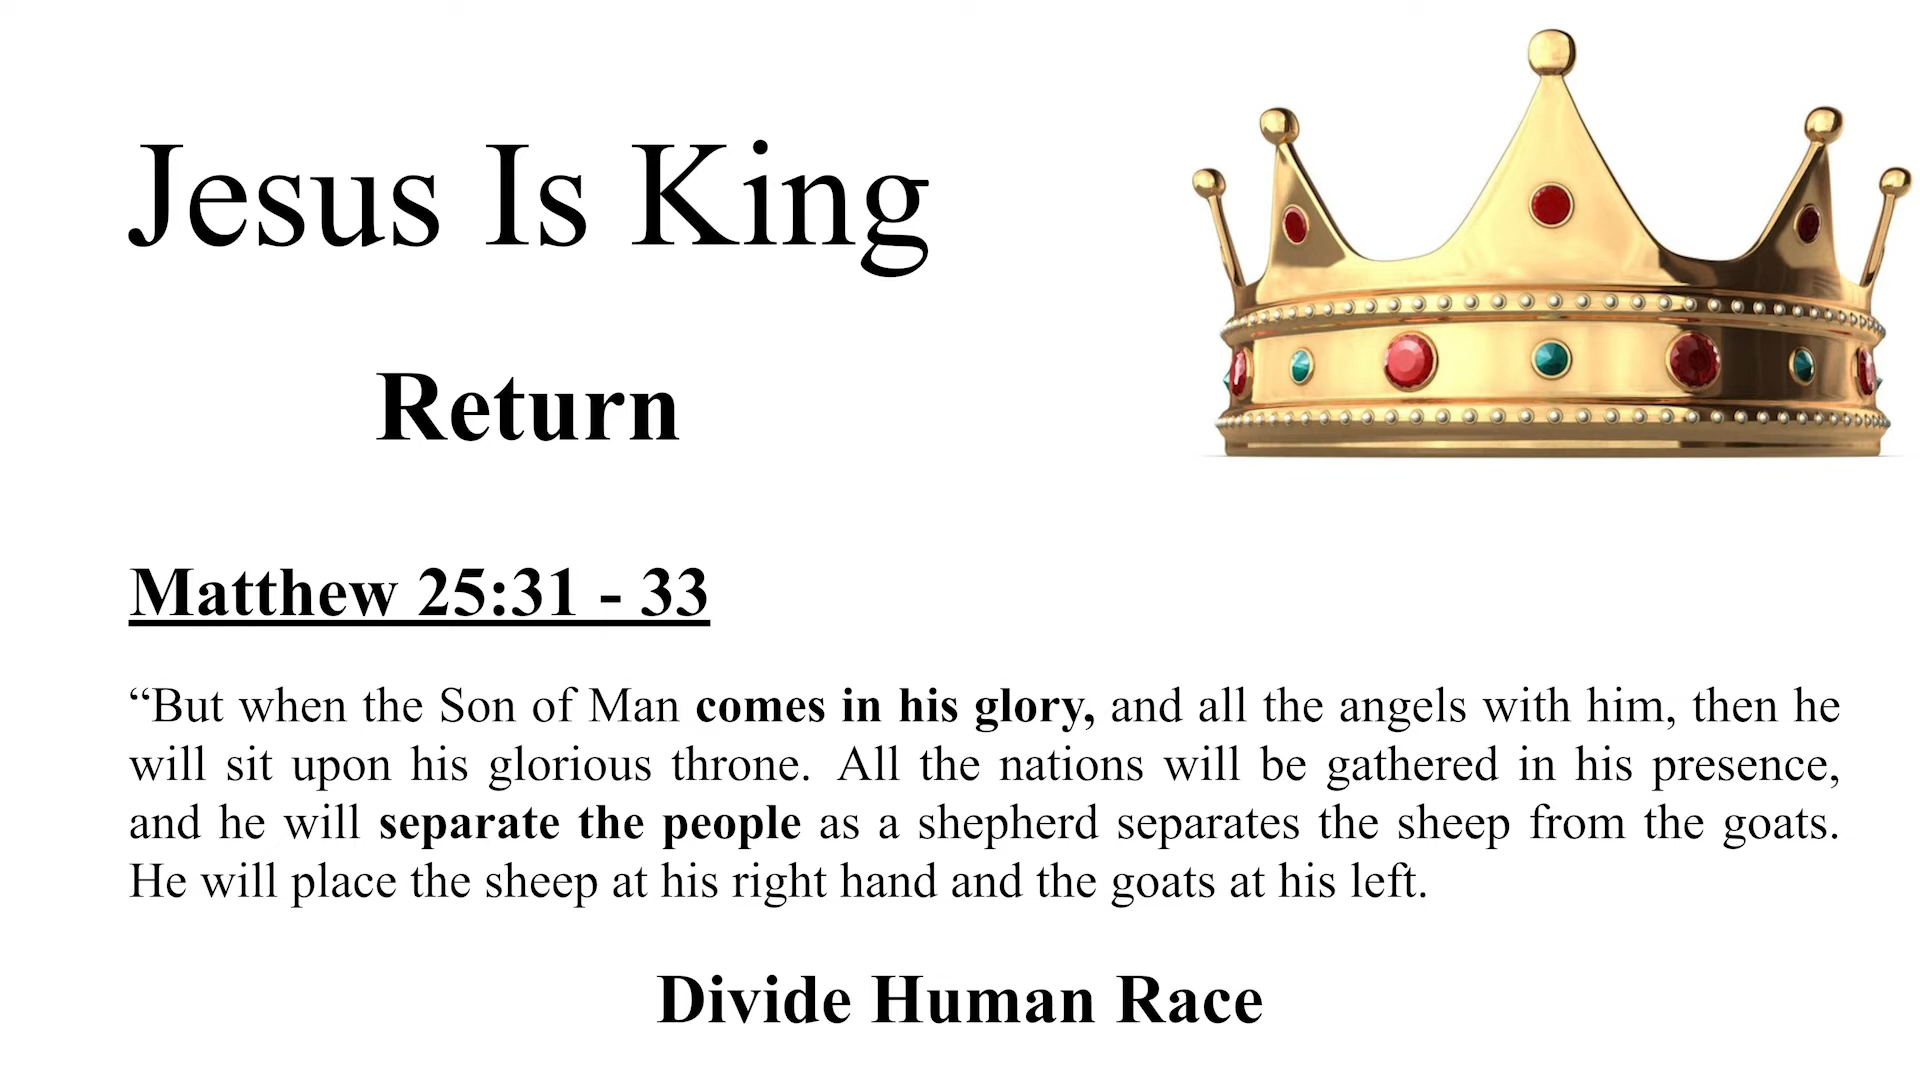 Jesus Is King
Return
Matthew 25:31 - 33
“But when the Son of Man comes in his glory, and all the angels with him, then he
will sit upon his glorious throne. All the nations will be gathered in his presence,
and he will separate the people as a shepherd separates the sheep from the goats.
He will place the sheep at his right hand and the goats at his left.
Divide Human Race